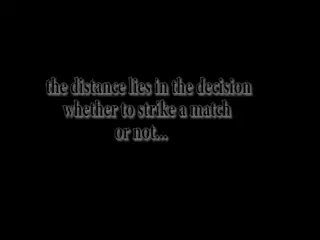 the distance lies in the decision
whether to strike a match
or not...